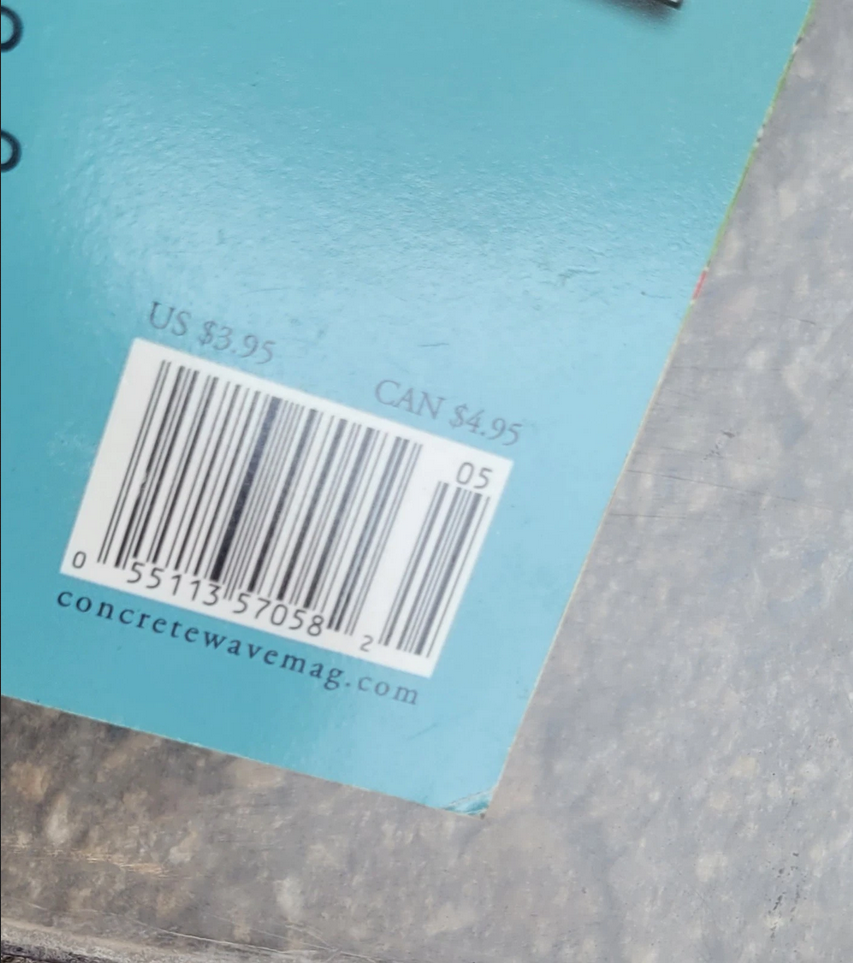 US $3.95
CAN $4.95
05
0 55113 57058 2
concretewavemag.com